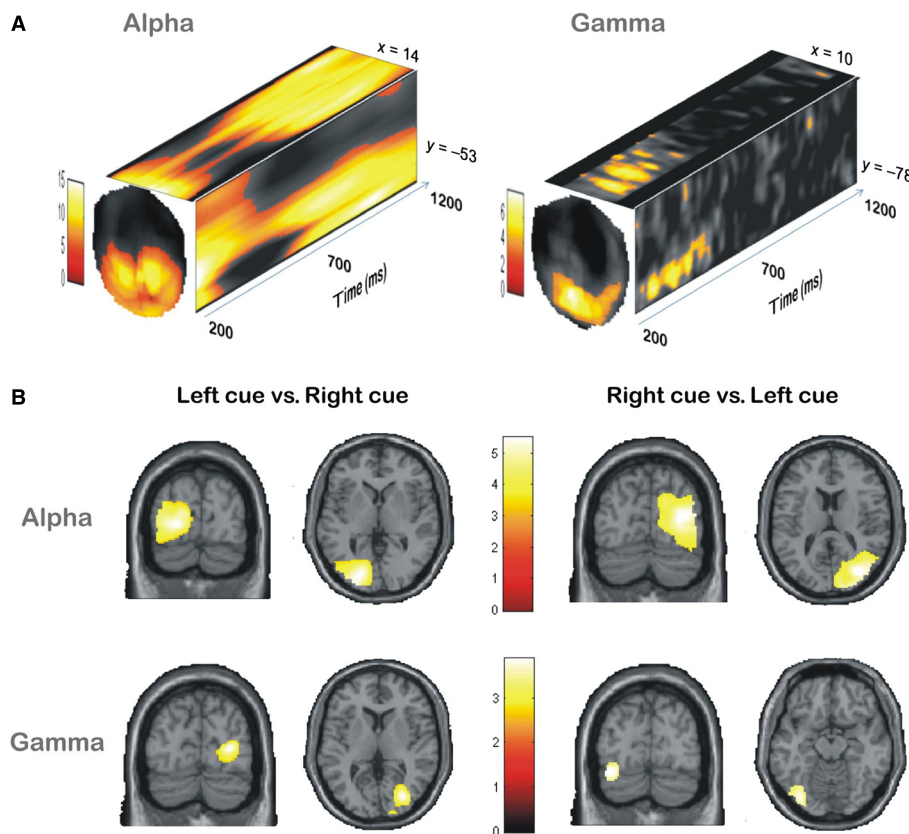 A
Alpha
Gamma
x = 14
x = 10
y = –53
y = –78
15
10
5
0
6
4
2
0
200
700
1200
Time (ms)
200
700
1200
Time (ms)
B
Left cue vs. Right cue
Right cue vs. Left cue
Alpha
5
4
3
2
1
0
Gamma
3
2
1
0